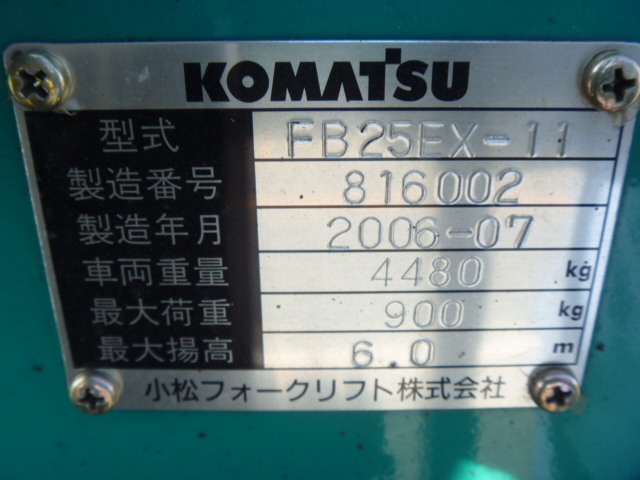 KOMATSU
型式 FB25EX-11
製造番号 816002
製造年月 2006-07
車両重量 4480 kg
最大荷重 900 kg
最大揚高 6.0 m
小松フォークリフト株式会社